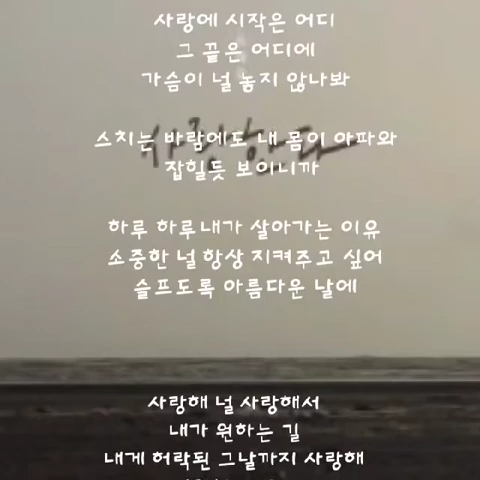 사랑에 시작은 어디
그 끝은 어디에
가슴이 널 놓지 않나봐
스치는 바람에도 내 몸이 아파와
잡힐듯 보이니까
하루 하루 내가 살아가는 이유
소중한 널 항상 지켜주고 싶어
슬프도록 아름다운 날에
사랑해 널 사랑해서
내가 원하는 길
내게 허락된 그날까지 사랑해